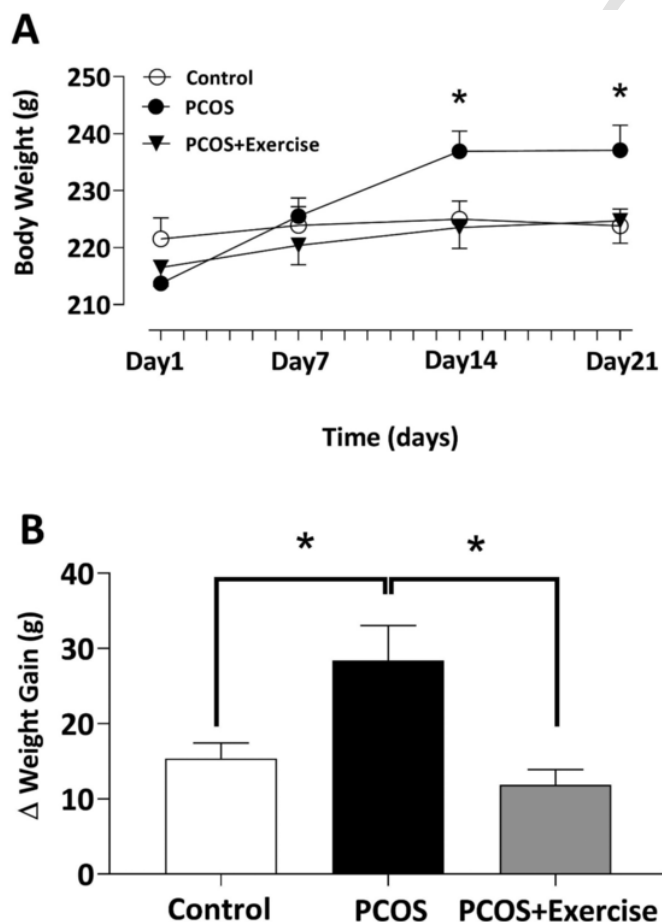 A
Body Weight (g)
250
240
230
220
210
Control
PCOS
PCOS+Exercise
*
*
Day1 Day7 Day14 Day21
Time (days)
B
Δ Weight Gain (g)
40
30
20
10
0
*
*
Control PCOS PCOS+Exercise